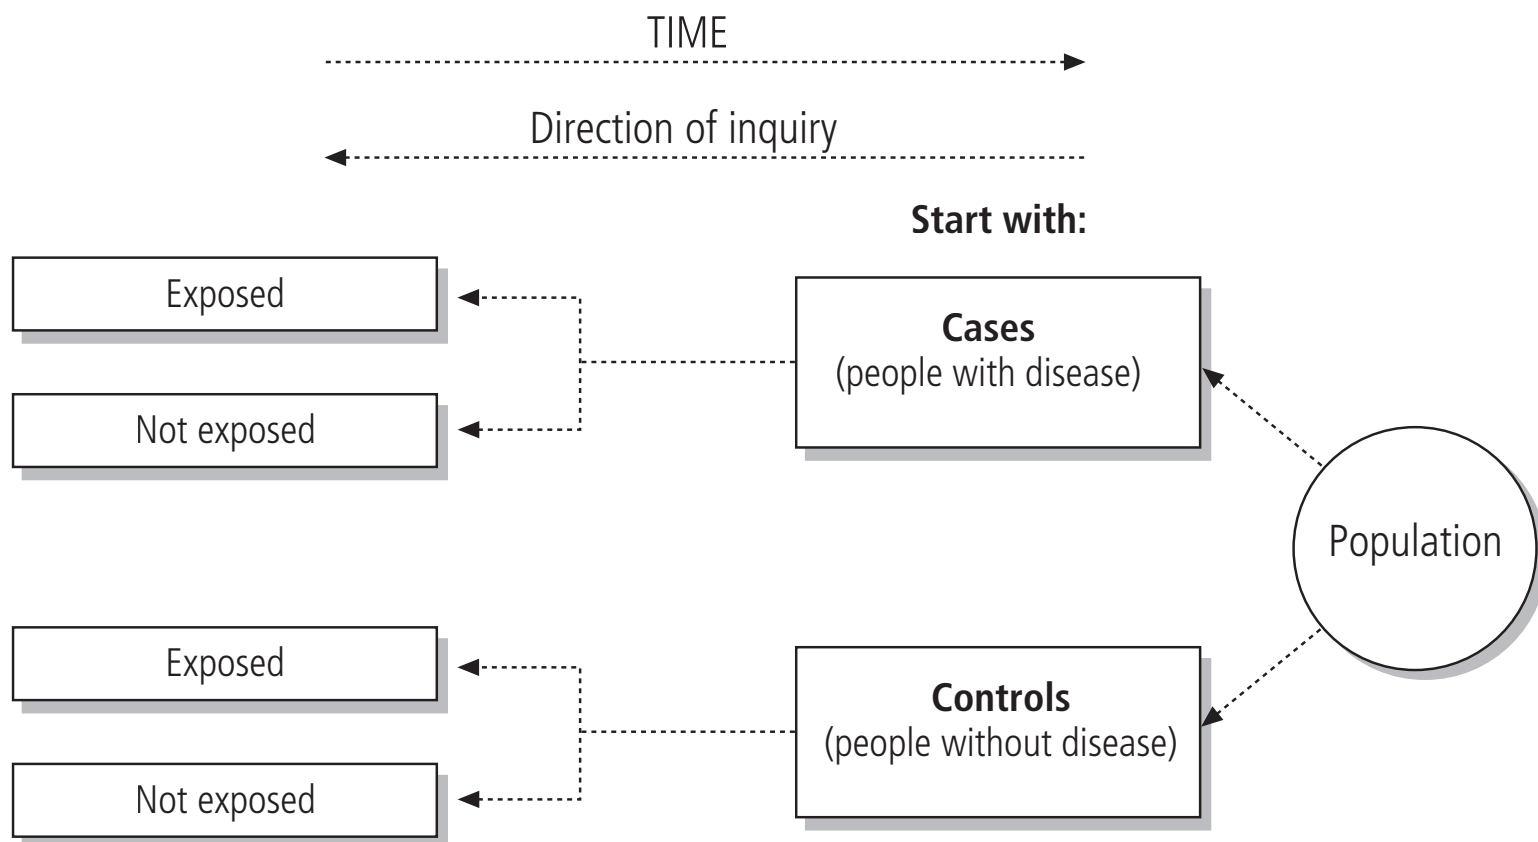 TIME
Direction of inquiry
Start with:
Exposed
Cases
(people with disease)
Not exposed
Population
Exposed
Controls
(people without disease)
Not exposed